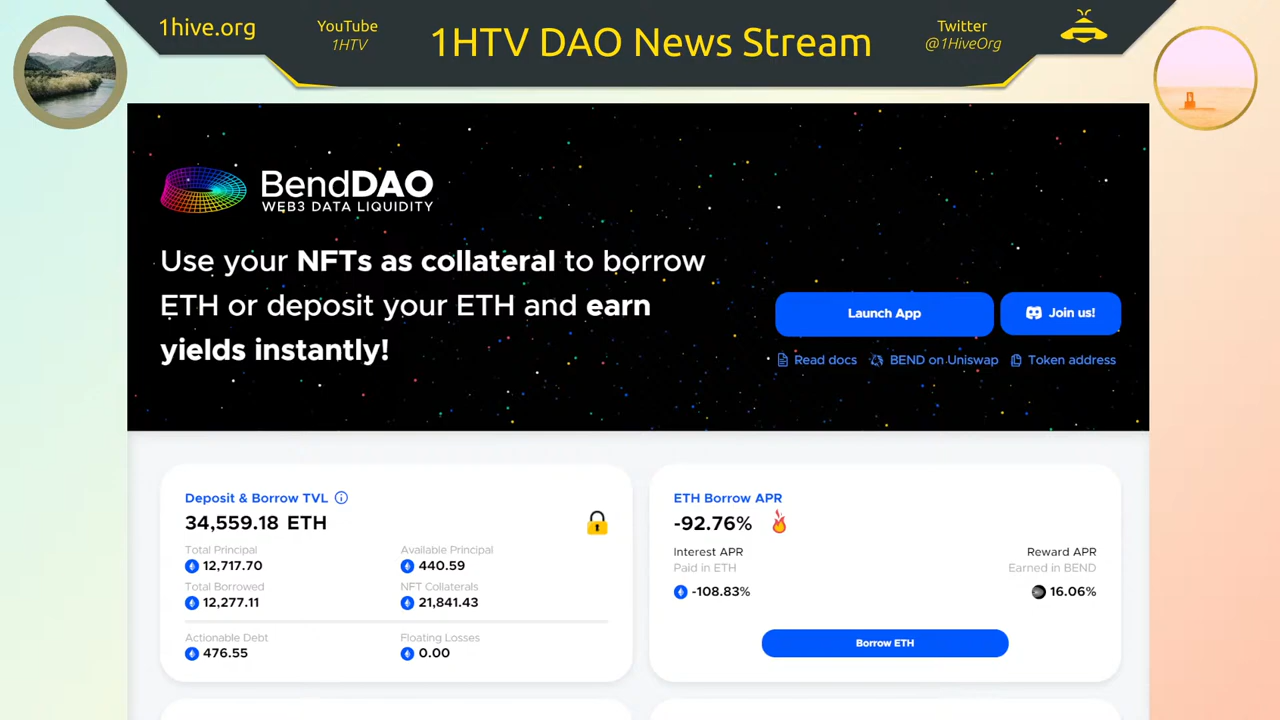 1hive.org
YouTube
1HTV
1HTV DAO News Stream
Twitter
@1HiveOrg
BendDAO
WEB3 DATA LIQUIDITY
Use your NFTs as collateral to borrow
ETH or deposit your ETH and earn
yields instantly!
Launch App
Join us!
Read docs
BEND on Uniswap
Token address
Deposit & Borrow TVL
34,559.18 ETH
Total Principal
12,717.70
Available Principal
440.59
Total Borrowed
12,277.11
NFT Collaterals
21,841.43
Actionable Debt
476.55
Floating Losses
0.00
ETH Borrow APR
-92.76%
Interest APR
Paid in ETH
-108.83%
Reward APR
Earned in BEND
16.06%
Borrow ETH